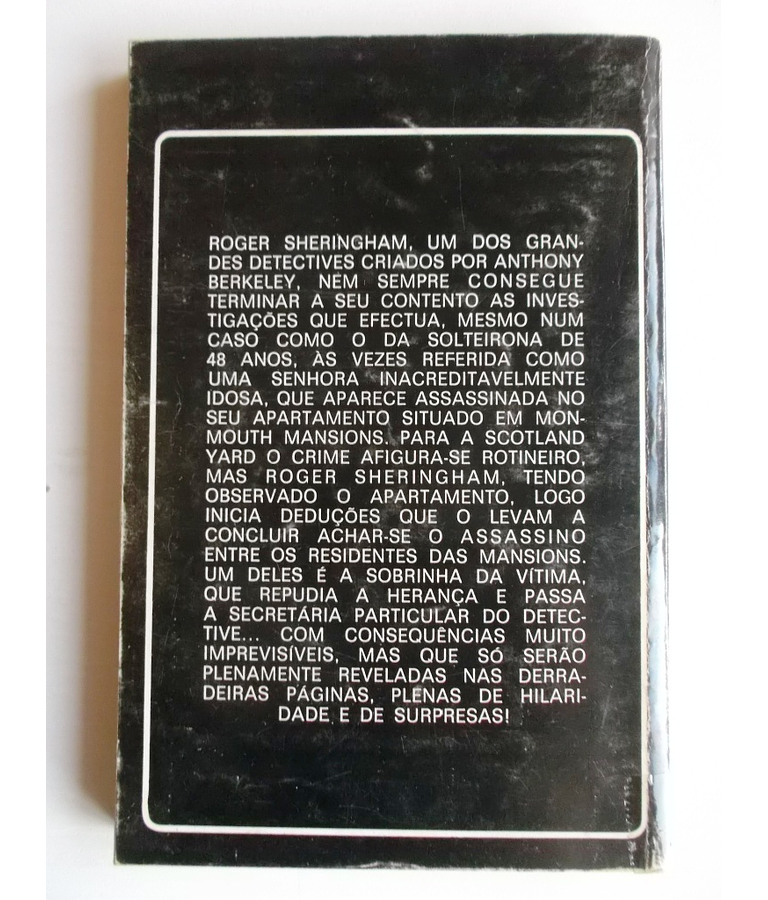 ROGER SHERINGHAM, UM DOS GRAN-
DES DETECTIVES CRIADOS POR ANTHONY
BERKELEY, NEM SEMPRE CONSEGUE
TERMINAR A SEU CONTENTO AS INVES-
TIGAÇÕES QUE EFECTUA, MESMO NUM
CASO COMO O DA SOLTEIRONA DE
48 ANOS, ÀS VEZES REFERIDA COMO
UMA SENHORA INACREDITAVELMENTE
IDOSA, QUE APARECE ASSASSINADA NO
SEU APARTAMENTO SITUADO EM MON-
MOUTH MANSIONS. PARA A SCOTLAND
YARD O CRIME AFIGURA-SE ROTINEIRO,
MAS ROGER SHERINGHAM, TENDO
OBSERVADO O APARTAMENTO, LOGO
INICIA DEDUÇÕES QUE O LEVAM A
CONCLUIR ACHAR-SE O ASSASSINO
ENTRE OS RESIDENTES DAS MANSIONS.
UM DELES É A SOBRINHA DA VÍTIMA,
QUE REPUDIA A HERANÇA E PASSA
A SECRETÁRIA PARTICULAR DO DETEC-
TIVE... COM CONSEQUÊNCIAS MUITO
IMPREVISÍVEIS, MAS QUE SÓ SERÃO
PLENAMENTE REVELADAS NAS DERRA-
DEIRAS PÁGINAS, PLENAS DE HILARI-
DADE E DE SURPRESAS!